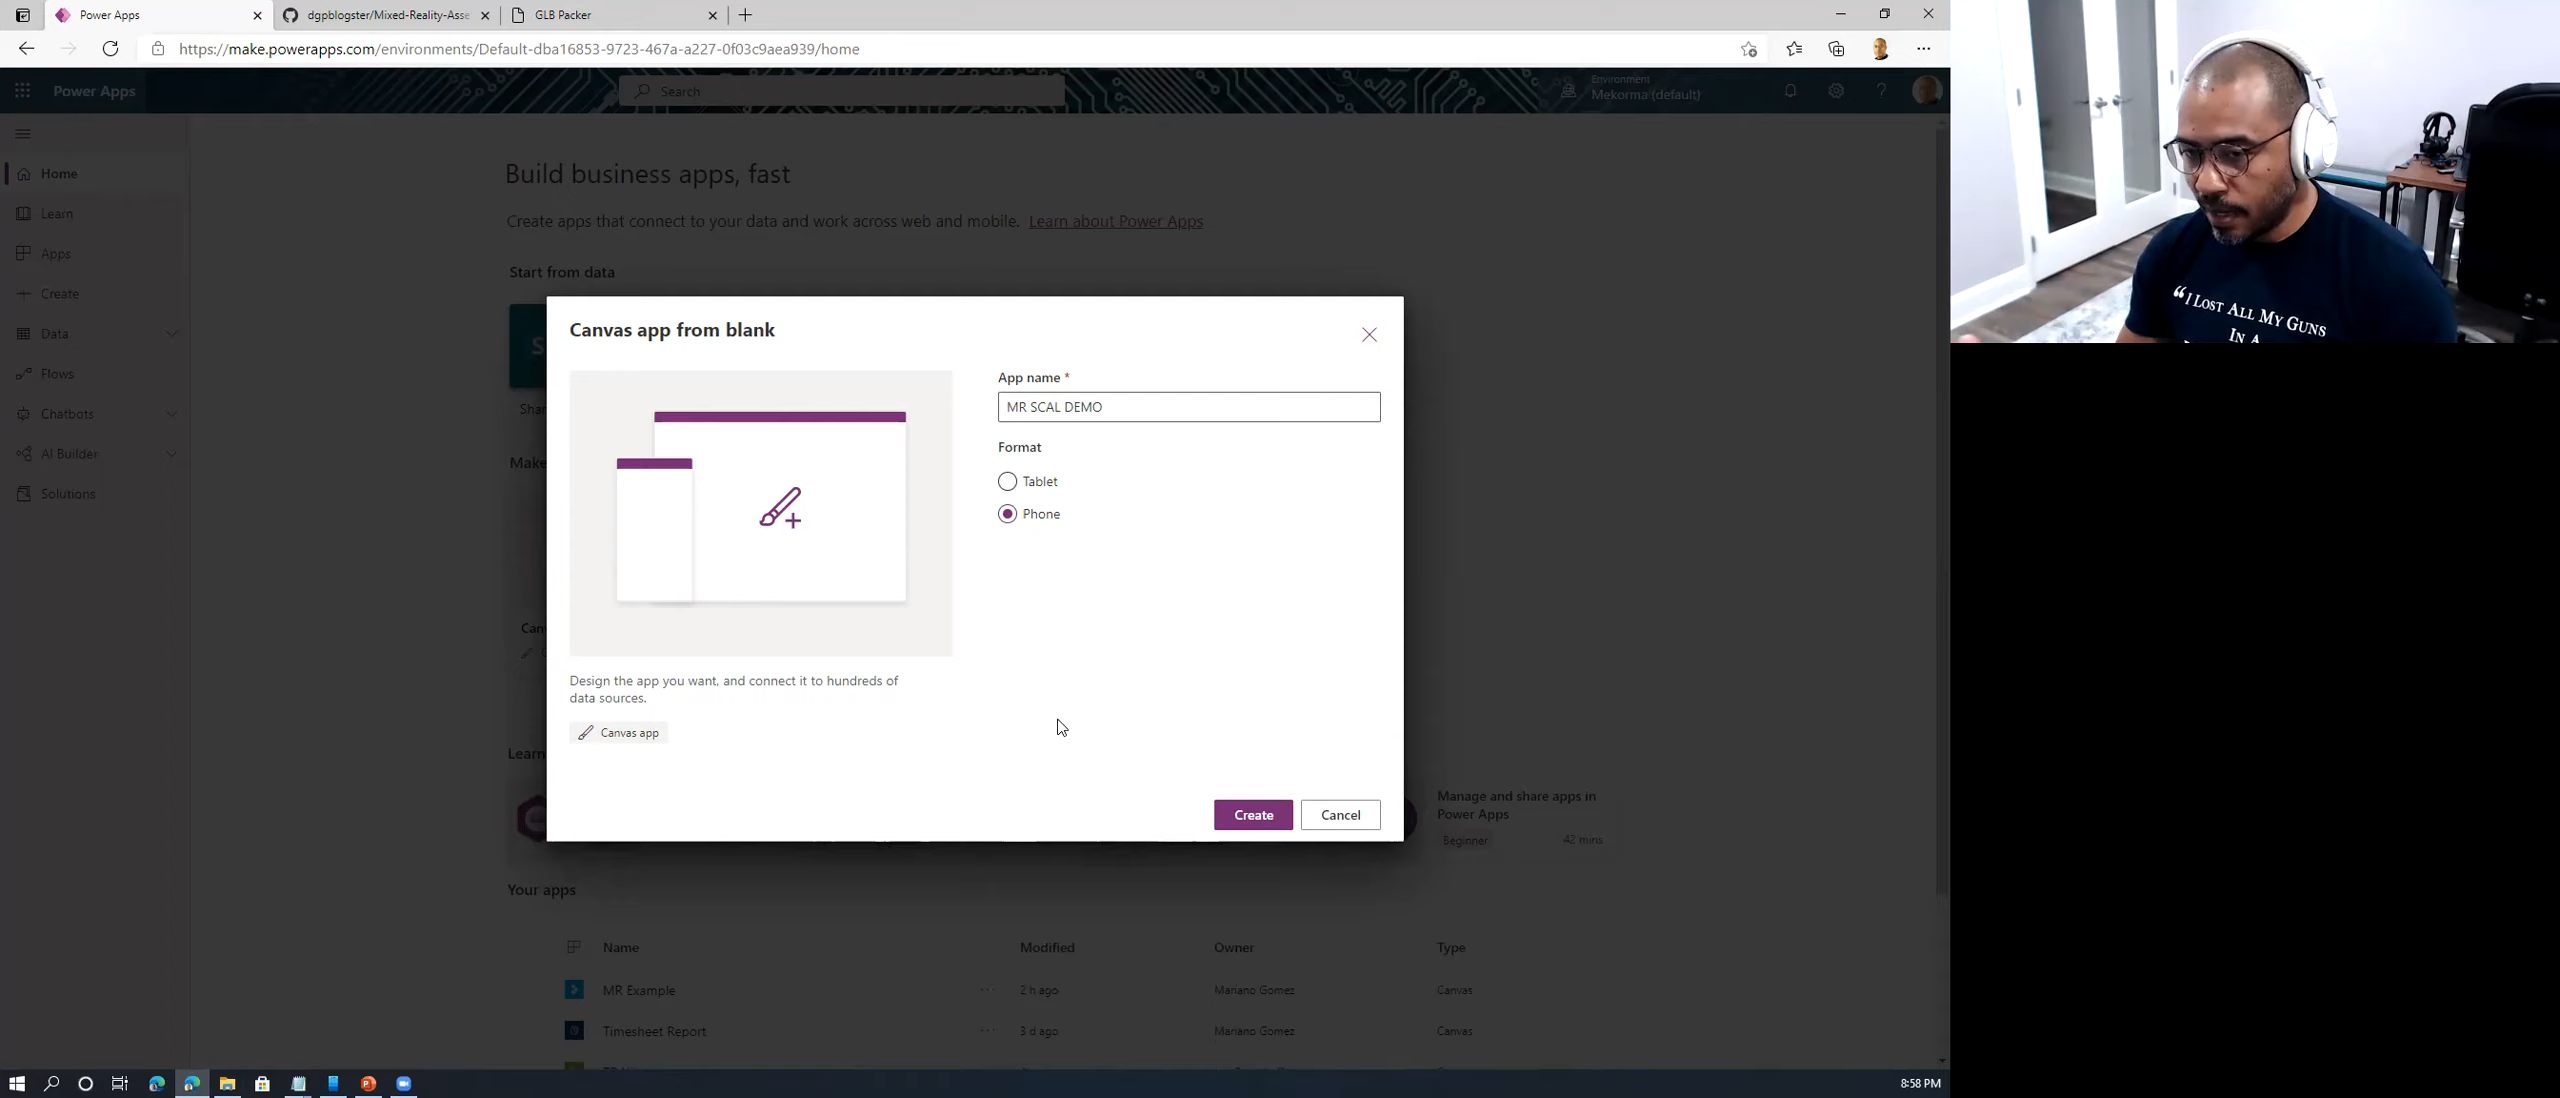 Power Apps
dgpblogster/Mixed-Reality-Asse
GLB Packer
https://make.powerapps.com/environments/Default-dba16853-9723-467a-a227-0f03c9aea939/home
Power Apps
Search
Environment
Mekorma (default)
Home
Learn
Apps
Create
Data
Flows
Chatbots
AI Builder
Solutions
Build business apps, fast
Create apps that connect to your data and work across web and mobile. Learn about Power Apps
Start from data
S
Shar
Make
Can
Learn
Canvas app from blank
App name *
MR SCAL DEMO
Format
Tablet
Phone
Design the app you want, and connect it to hundreds of
data sources.
Canvas app
Create
Cancel
Manage and share apps in
Power Apps
Beginner
42 mins
Your apps
Name
Modified
Owner
Type
MR Example
2 h ago
Mariano Gomez
Canvas
Timesheet Report
3 d ago
Mariano Gomez
Canvas
8:58 PM
“I LOST ALL MY GUNS
IN A